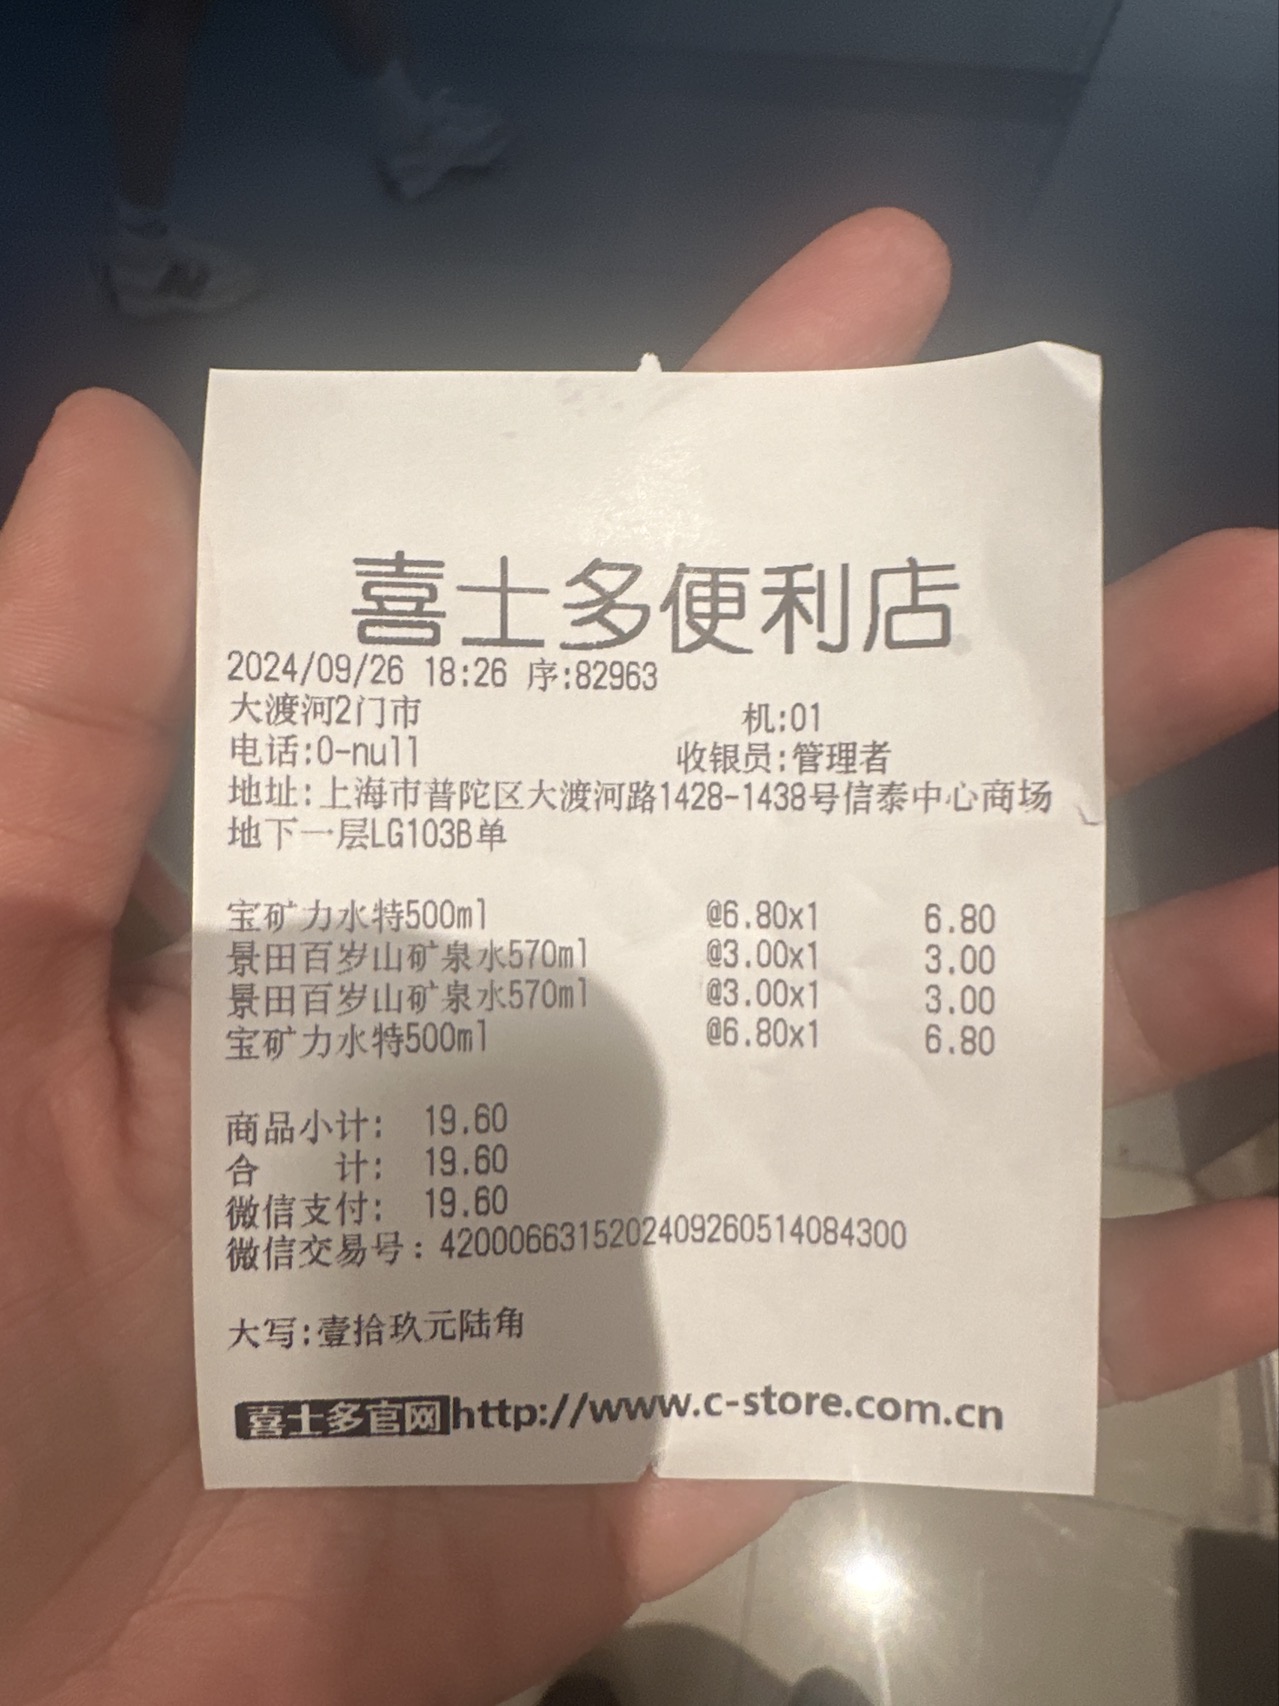 喜士多便利店
2024/09/26 18:26 序:82963
大渡河2门市 机:01
电话:0-null 收银员:管理者
地址:上海市普陀区大渡河路1428-1438号信泰中心商场
地下一层LG103B单
宝矿力水特500ml @6.80x1 6.80
景田百岁山矿泉水570ml @3.00x1 3.00
景田百岁山矿泉水570ml @3.00x1 3.00
宝矿力水特500ml @6.80x1 6.80
商品小计: 19.60
合 计: 19.60
微信支付: 19.60
微信交易号: 4200066315202409260514084300
大写:壹拾玖元陆角
喜士多官网http://www.c-store.com.cn